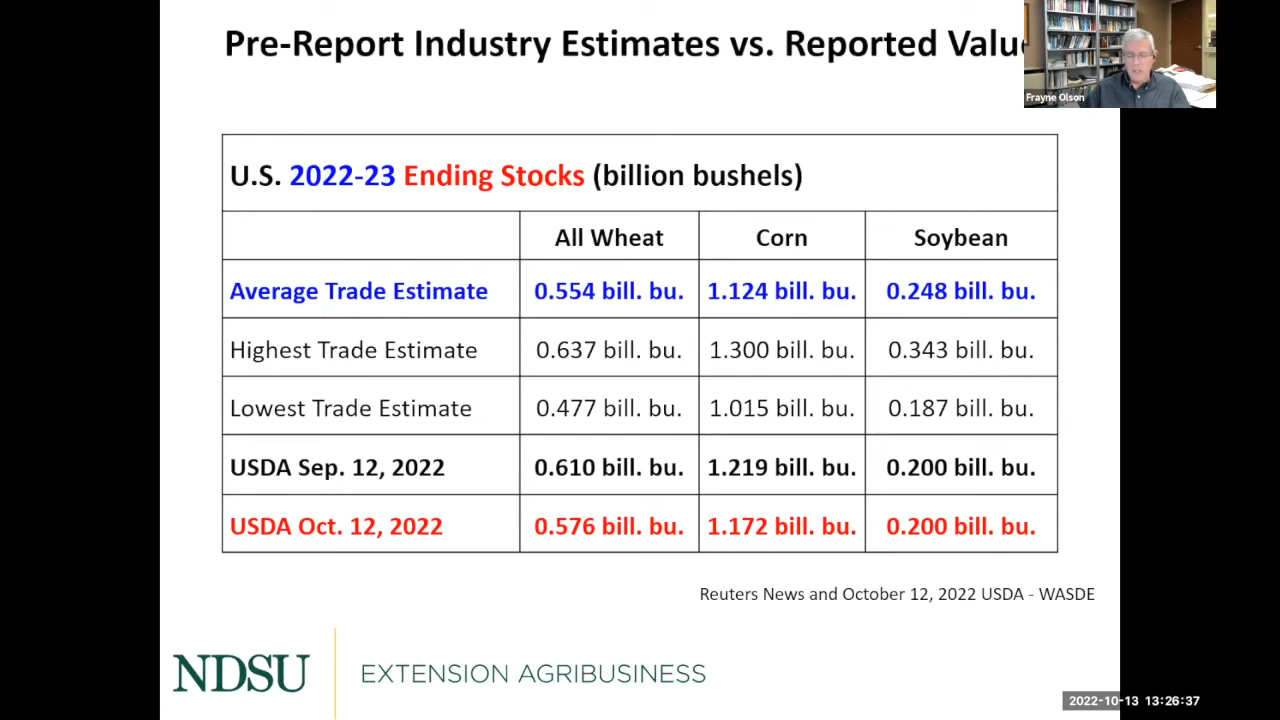 Pre-Report Industry Estimates vs. Reported Valu
Frayne Olson
U.S. 2022-23 Ending Stocks (billion bushels)
All Wheat Corn Soybean
Average Trade Estimate 0.554 bill. bu. 1.124 bill. bu. 0.248 bill. bu.
Highest Trade Estimate 0.637 bill. bu. 1.300 bill. bu. 0.343 bill. bu.
Lowest Trade Estimate 0.477 bill. bu. 1.015 bill. bu. 0.187 bill. bu.
USDA Sep. 12, 2022 0.610 bill. bu. 1.219 bill. bu. 0.200 bill. bu.
USDA Oct. 12, 2022 0.576 bill. bu. 1.172 bill. bu. 0.200 bill. bu.
Reuters News and October 12, 2022 USDA - WASDE
NDSU EXTENSION AGRIBUSINESS
2022-10-13 13:26:37